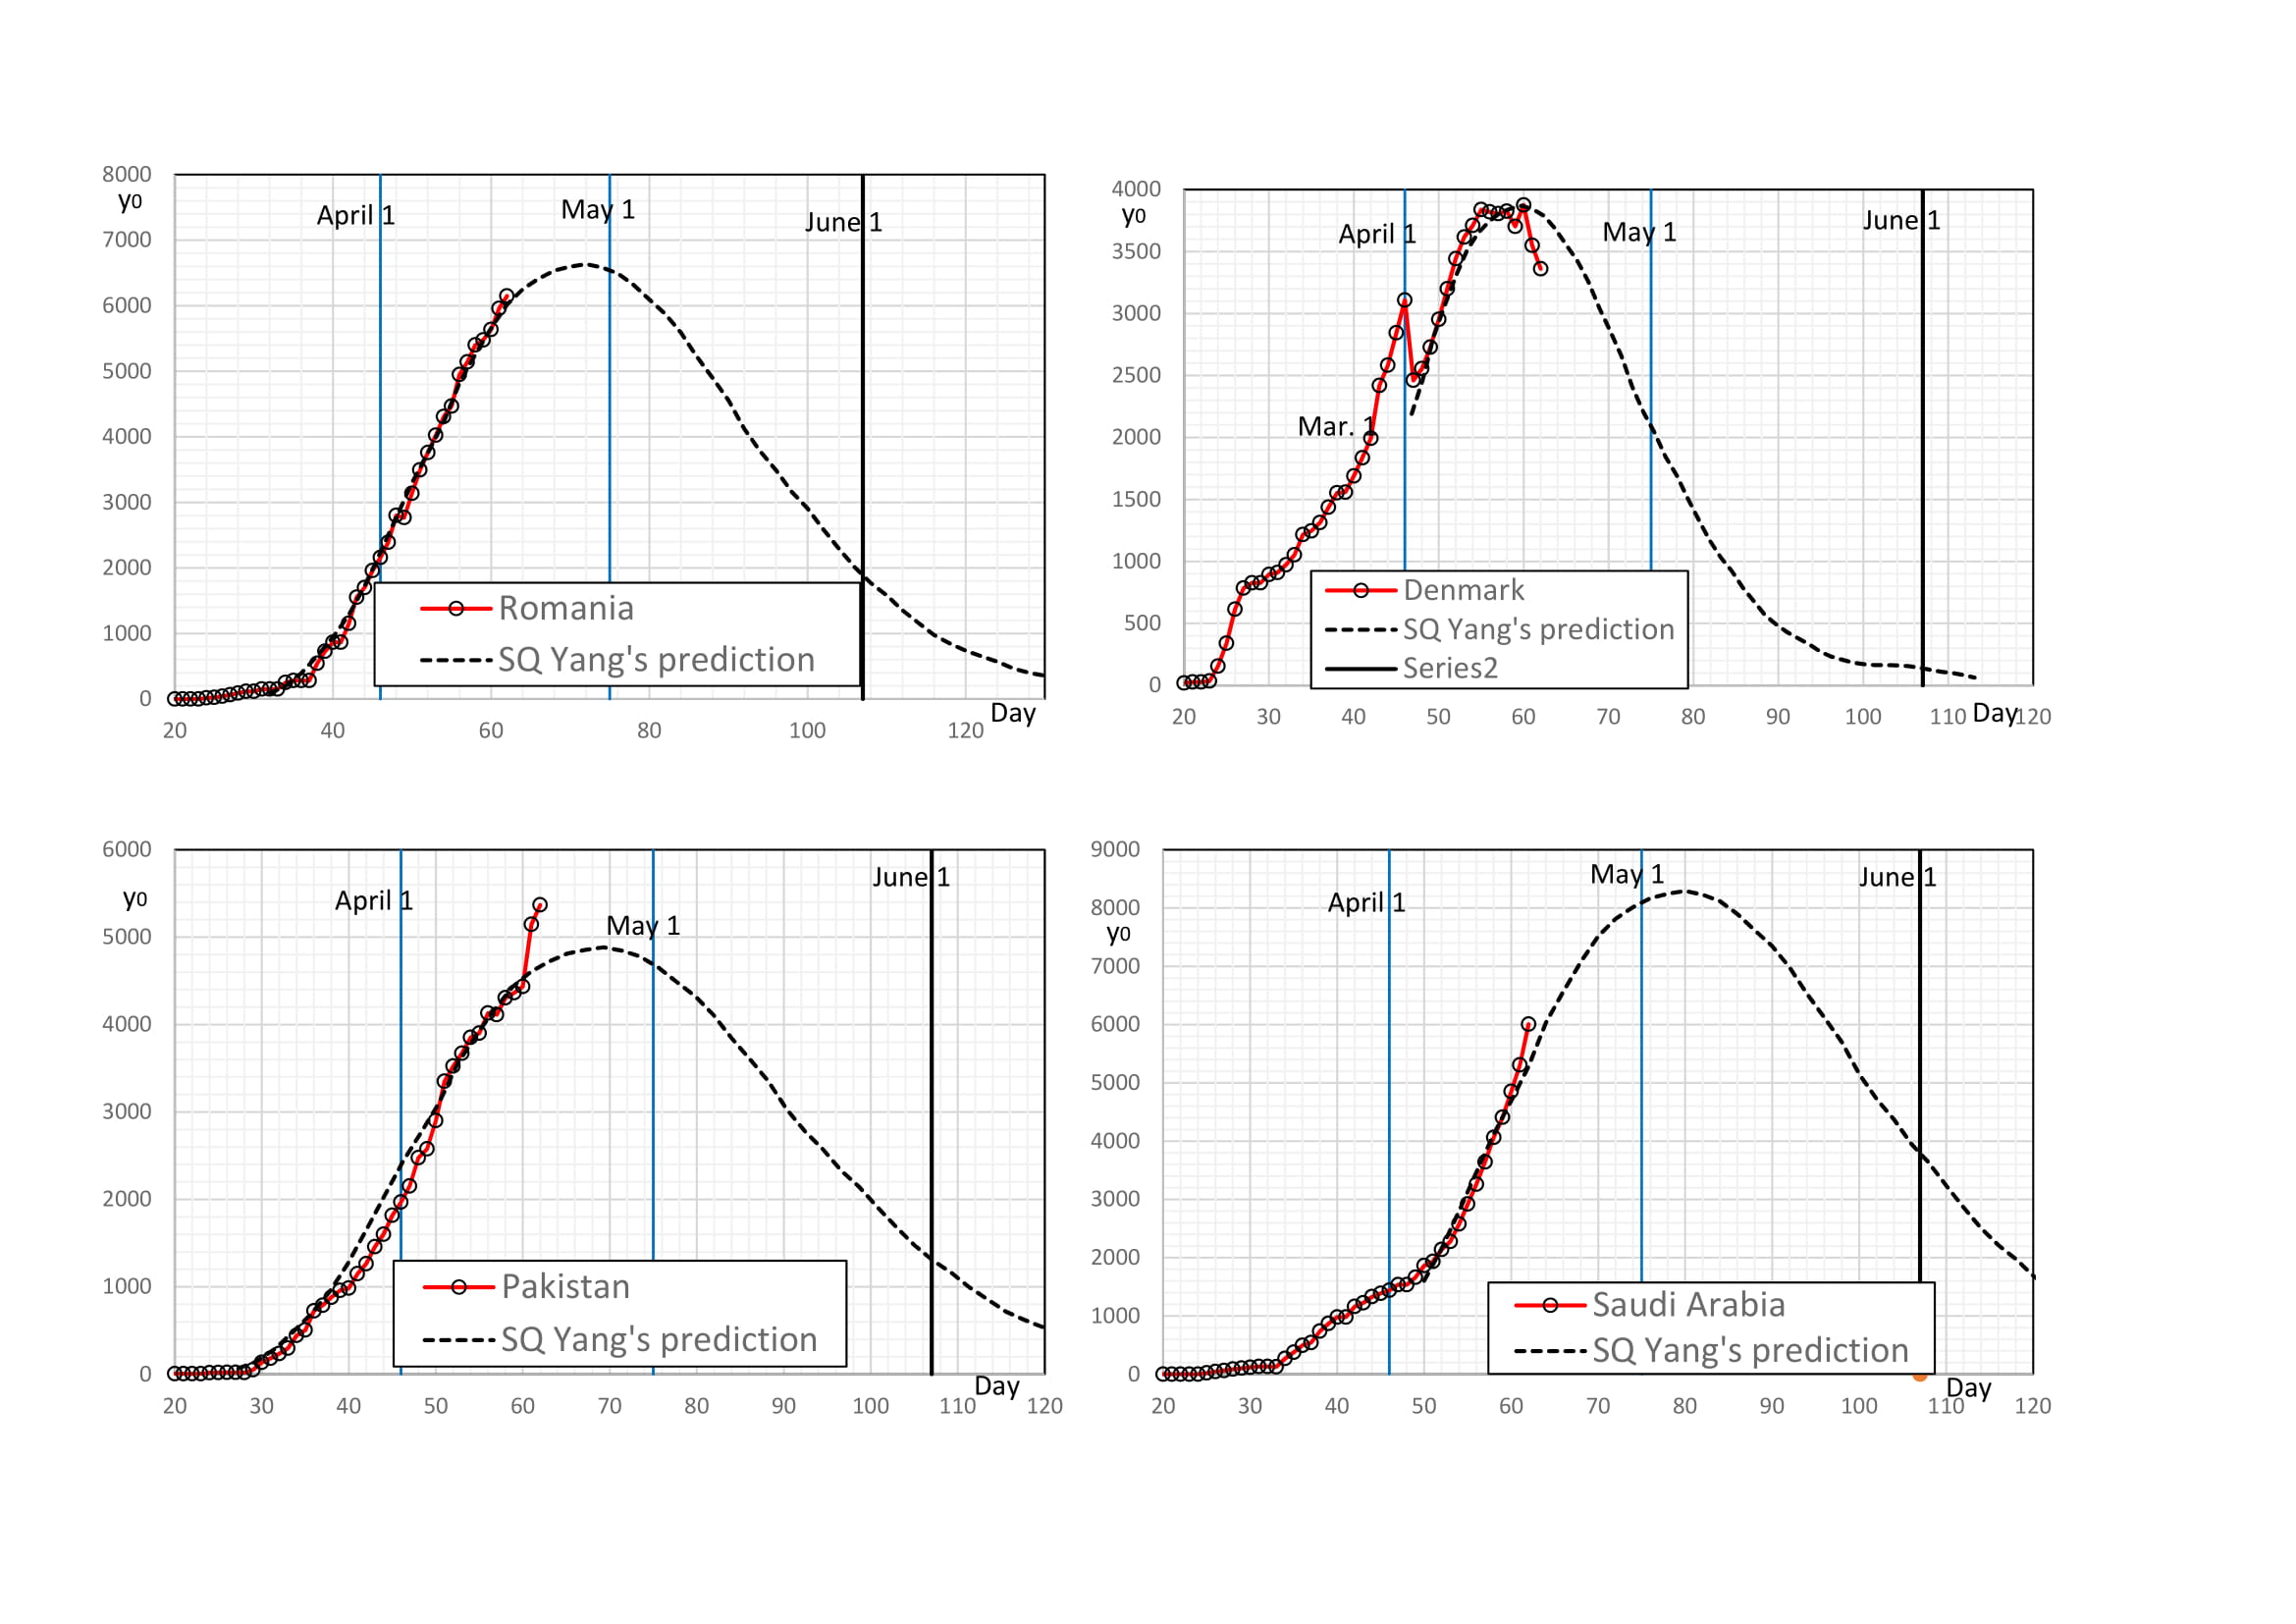 8000
y0
7000
6000
5000
4000
3000
2000
1000
0
April 1
May 1
June 1
Romania
SQ Yang's prediction
Day
20 40 60 80 100 120
4000
y0
3500
3000
2500
2000
1500
1000
500
0
April 1
May 1
June 1
Mar. 1
Denmark
SQ Yang's prediction
Series2
20 30 40 50 60 70 80 90 100 110 Day 120
6000
y0
5000
4000
3000
2000
1000
0
April 1
May 1
June 1
Pakistan
SQ Yang's prediction
Day
20 30 40 50 60 70 80 90 100 110 120
9000
8000
y0
7000
6000
5000
4000
3000
2000
1000
0
April 1
May 1
June 1
Saudi Arabia
SQ Yang's prediction
Day
20 30 40 50 60 70 80 90 100 110 120